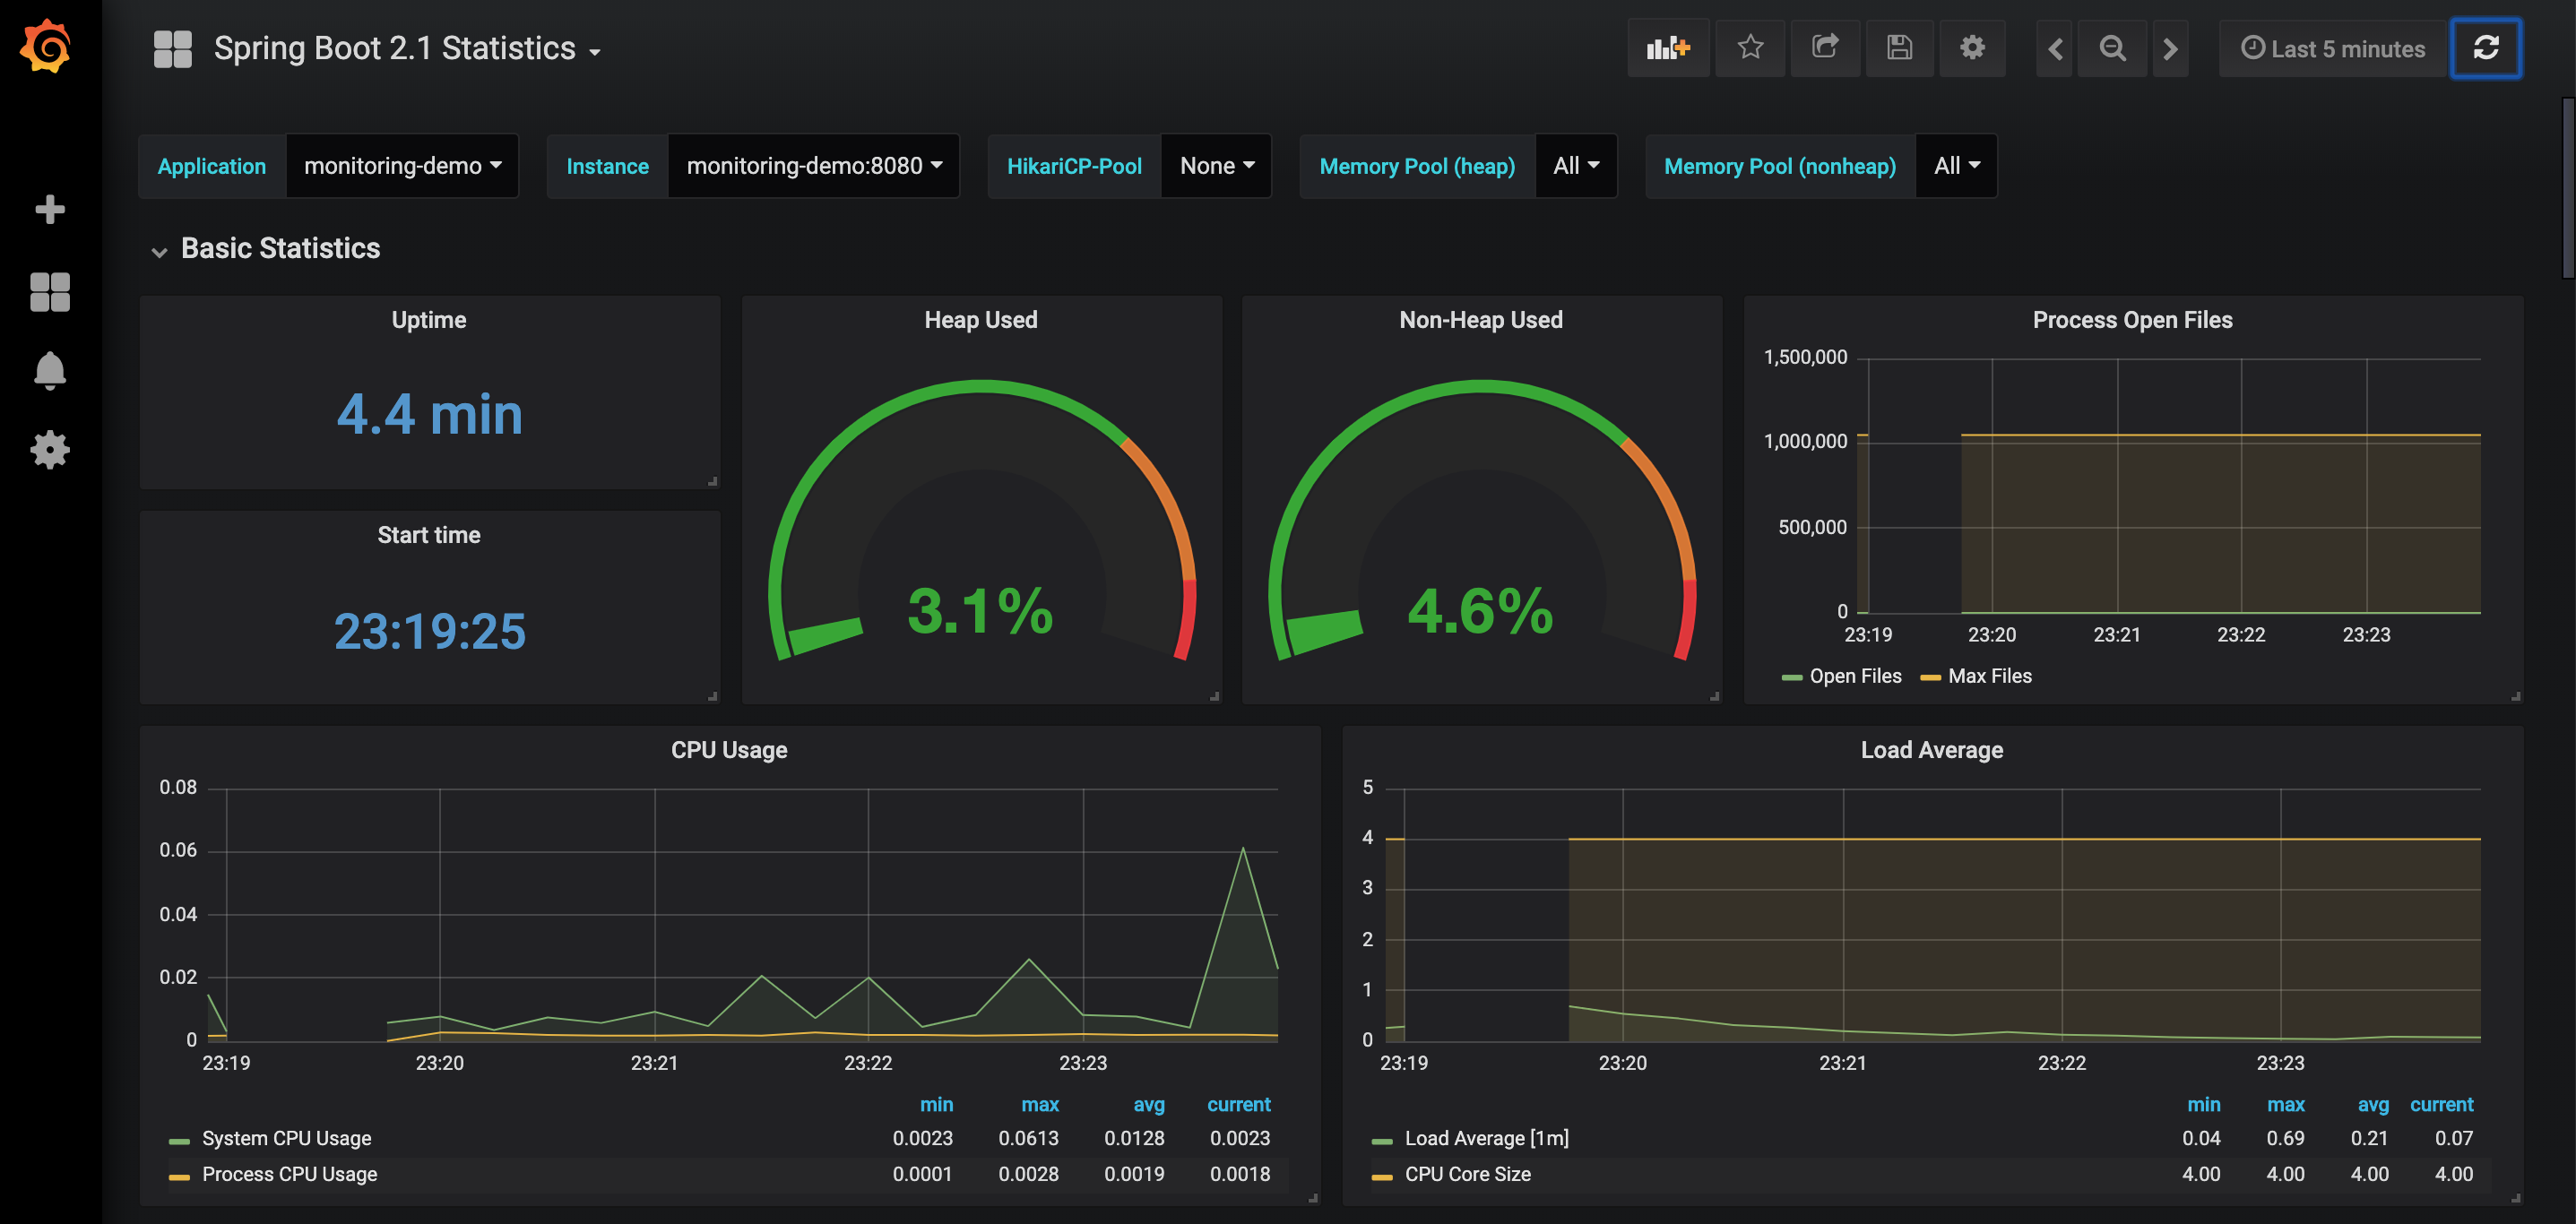 Spring Boot 2.1 Statistics
Last 5 minutes
Application monitoring-demo Instance monitoring-demo:8080 HikariCP-Pool None Memory Pool (heap) All Memory Pool (nonheap) All
Basic Statistics
Uptime
4.4 min
Start time
23:19:25
Heap Used
3.1%
Non-Heap Used
4.6%
Process Open Files
1,500,000
1,000,000
500,000
0
23:19 23:20 23:21 23:22 23:23
Open Files Max Files
CPU Usage
0.08
0.06
0.04
0.02
0
23:19 23:20 23:21 23:22 23:23
min max avg current
System CPU Usage 0.0023 0.0613 0.0128 0.0023
Process CPU Usage 0.0001 0.0028 0.0019 0.0018
Load Average
5
4
3
2
1
0
23:19 23:20 23:21 23:22 23:23
min max avg current
Load Average [1m] 0.04 0.69 0.21 0.07
CPU Core Size 4.00 4.00 4.00 4.00